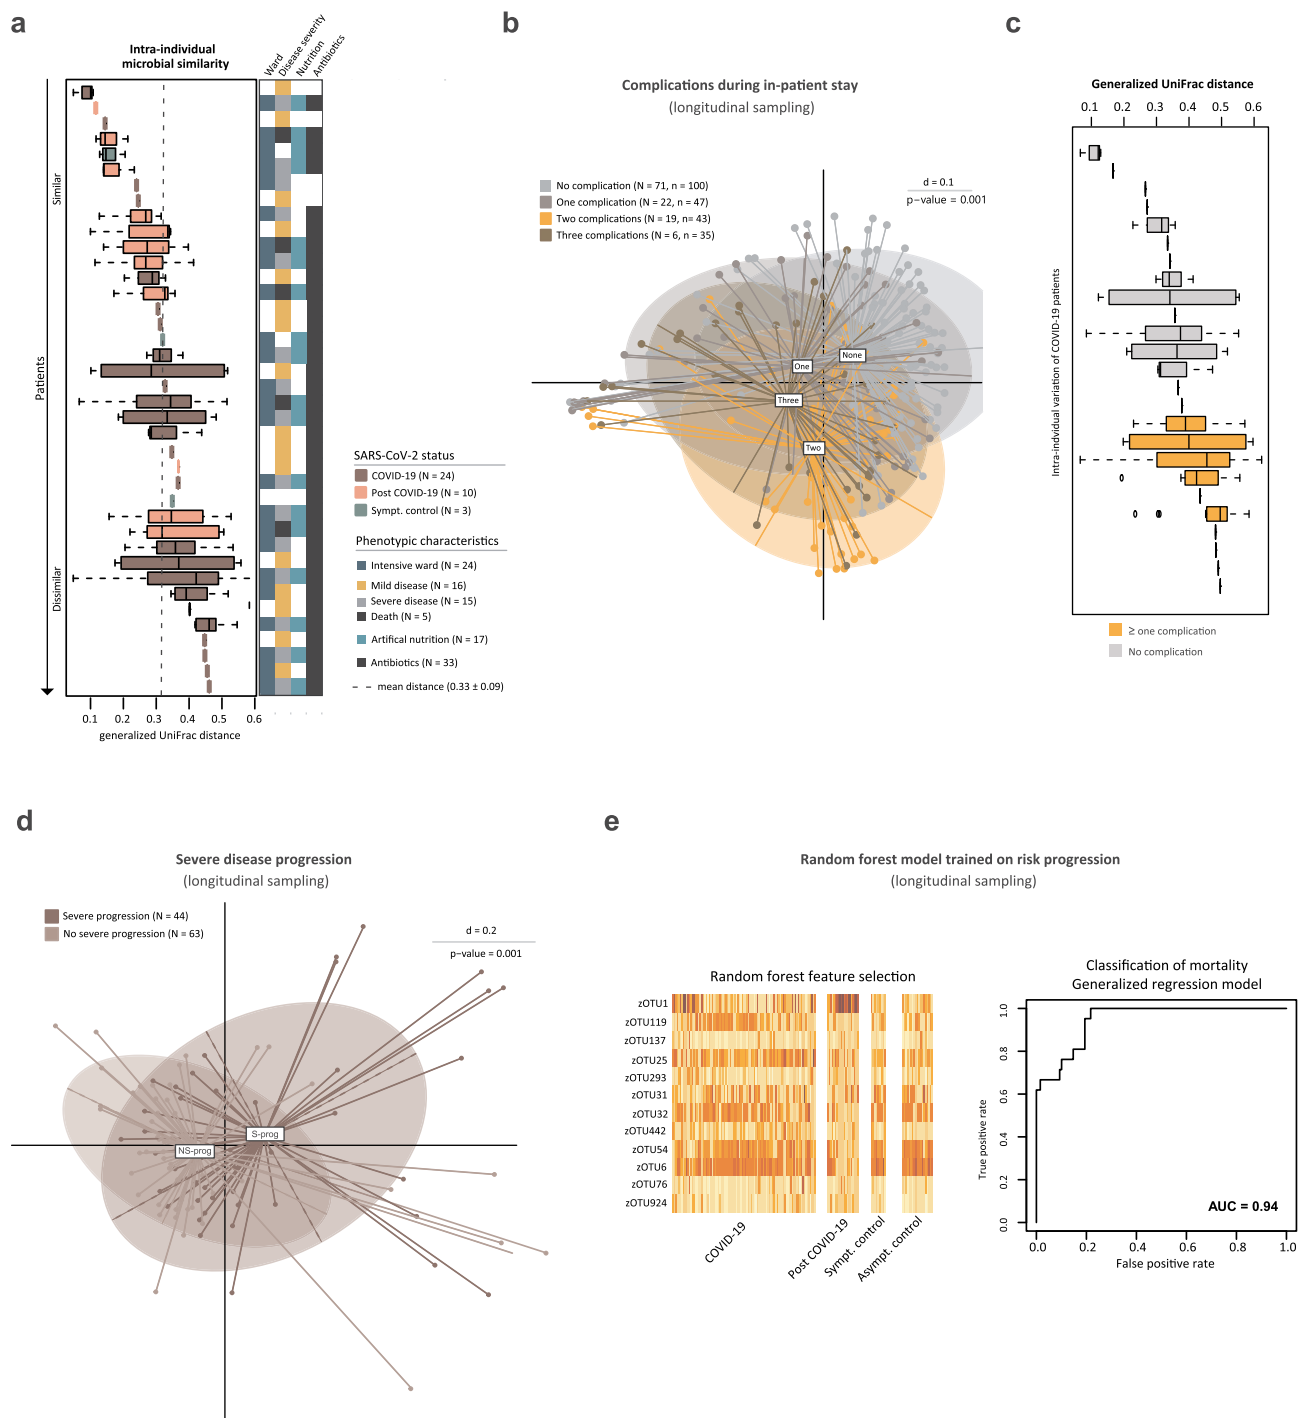 a
Intra-individual
microbial similarity
Ward
Disease severity
Nutrition
Antibiotics
Patients
Similar
Dissimilar
0.1 0.2 0.3 0.4 0.5 0.6
generalized UniFrac distance
SARS-CoV-2 status
COVID-19 (N = 24)
Post COVID-19 (N = 10)
Sympt. control (N = 3)
Phenotypic characteristics
Intensive ward (N = 24)
Mild disease (N = 16)
Severe disease (N = 15)
Death (N = 5)
Artifical nutrition (N = 17)
Antibiotics (N = 33)
mean distance (0.33 ± 0.09)
b
Complications during in-patient stay
(longitudinal sampling)
No complication (N = 71, n = 100)
One complication (N = 22, n = 47)
Two complications (N = 19, n= 43)
Three complications (N = 6, n = 35)
d = 0.1
p-value = 0.001
None
One
Three
Two
c
Generalized UniFrac distance
0.1 0.2 0.3 0.4 0.5 0.6
Intra-indvidual variation of COVID-19 patients
≥ one complication
No complication
d
Severe disease progression
(longitudinal sampling)
Severe progression (N = 44)
No severe progression (N = 63)
d = 0.2
p-value = 0.001
S-prog
NS-prog
e
Random forest model trained on risk progression
(longitudinal sampling)
Random forest feature selection
zOTU1
zOTU119
zOTU137
zOTU25
zOTU293
zOTU31
zOTU32
zOTU442
zOTU54
zOTU6
zOTU76
zOTU924
COVID-19
Post COVID-19
Sympt. control
Asympt. control
Classification of mortality
Generalized regression model
True positive rate
1.0
0.8
0.6
0.4
0.2
0.0
AUC = 0.94
0.0 0.2 0.4 0.6 0.8 1.0
False positive rate